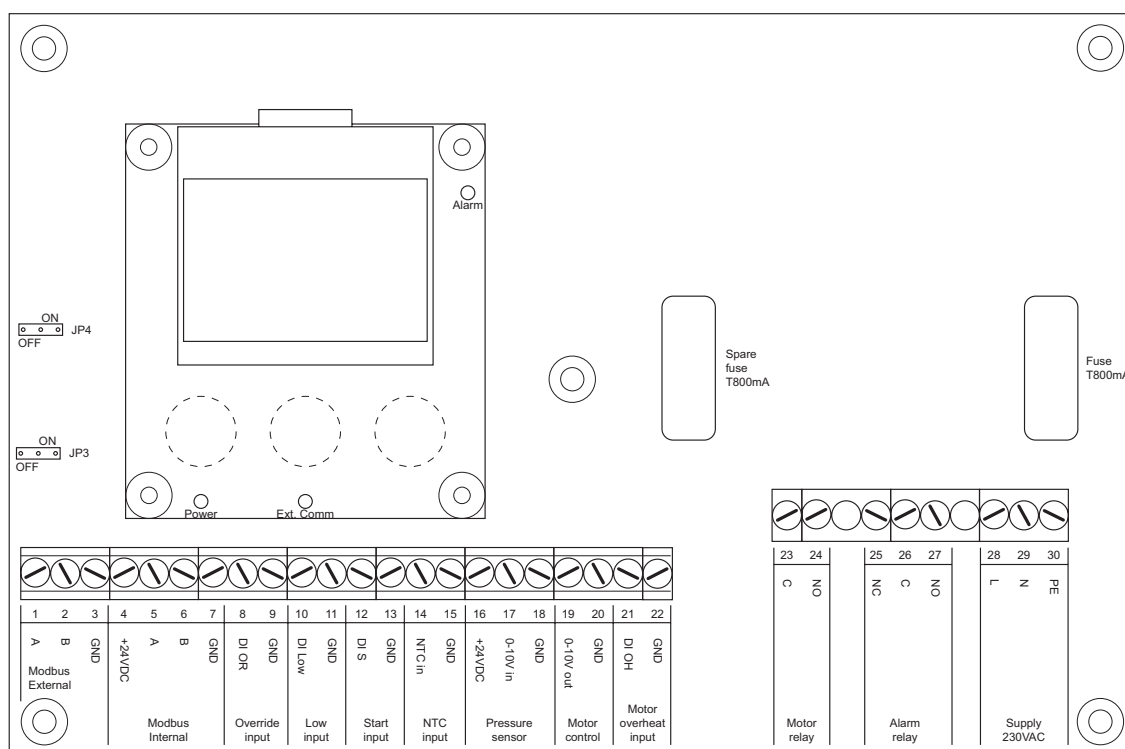 Alarm
ON
JP4
OFF
Spare
fuse
T800mA
Fuse
T800mA
ON
JP3
OFF
Power
Ext. Comm
23 24 25 26 27 28 29 30
C NO NC C NO L N PE
1 2 3 4 5 6 7 8 9 10 11 12 13 14 15 16 17 18 19 20 21 22
A B GND +24VDC A B GND DI OR GND DI Low GND DI S GND NTC in GND +24VDC 0-10V in GND 0-10V out GND DI OH GND
Modbus
External
Modbus
Internal
Override
input
Low
input
Start
input
NTC
input
Pressure
sensor
Motor
control
Motor
overheat
input
Motor
relay
Alarm
relay
Supply
230VAC